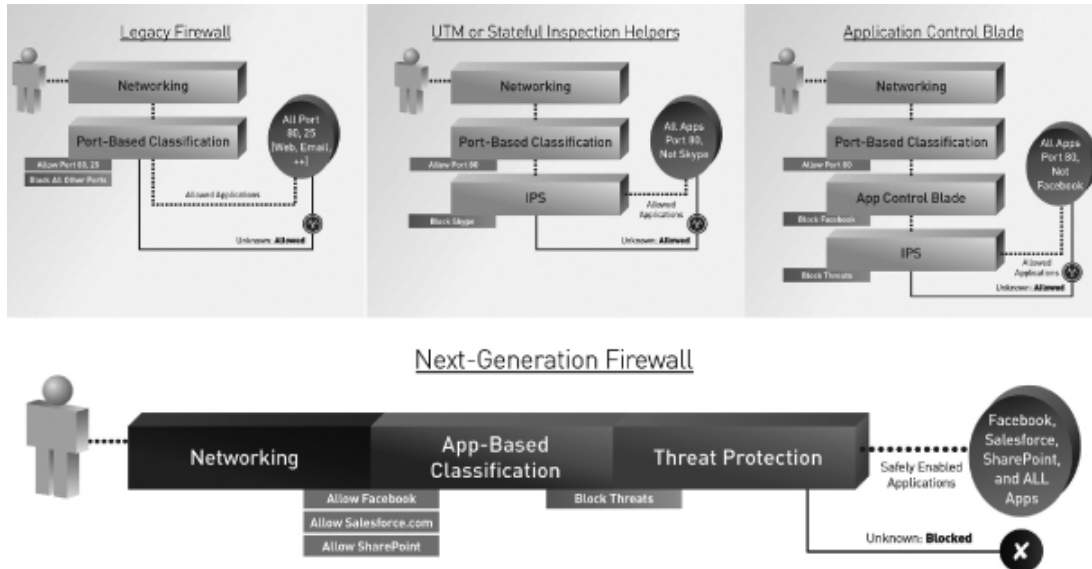 Legacy Firewall
Networking
Port-Based Classification
Allow Port 80, 25
Block All Other Ports
All Port
80, 25
(Web, Email,
++)
Allowed Applications
Unknown: Allowed
UTM or Stateful Inspection Helpers
Networking
Port-Based Classification
Allow Port 80
IPS
Block Skype
All Apps
Port 80,
Not Skype
Allowed
Applications
Unknown: Allowed
Application Control Blade
Networking
Port-Based Classification
Allow Port 80
App Control Blade
Block Facebook
IPS
Block Threats
All Apps
Port 80,
Not
Facebook
Allowed
Applications
Unknown: Allowed
Next-Generation Firewall
Networking
App-Based
Classification
Threat Protection
Allow Facebook
Allow Salesforce.com
Allow SharePoint
Block Threats
Safely Enabled
Applications
Facebook,
Salesforce,
SharePoint,
and ALL
Apps
Unknown: Blocked